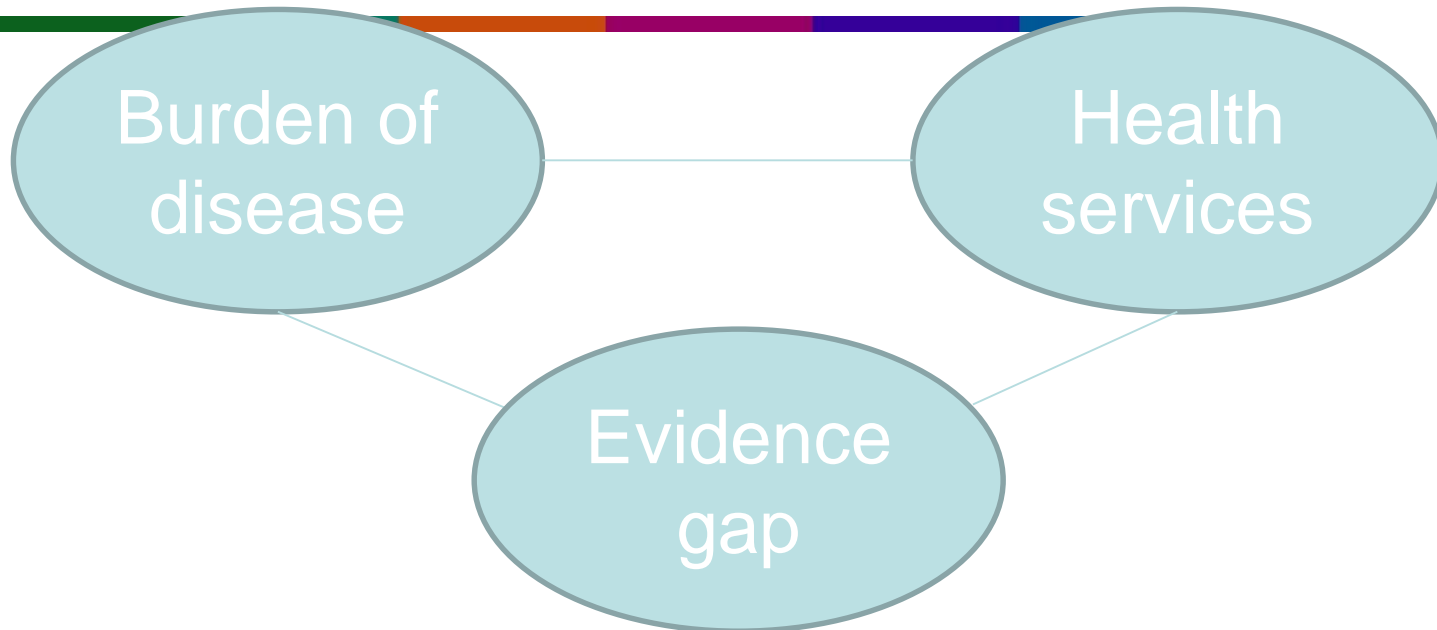 Burden of
disease
Health
services
Evidence
gap